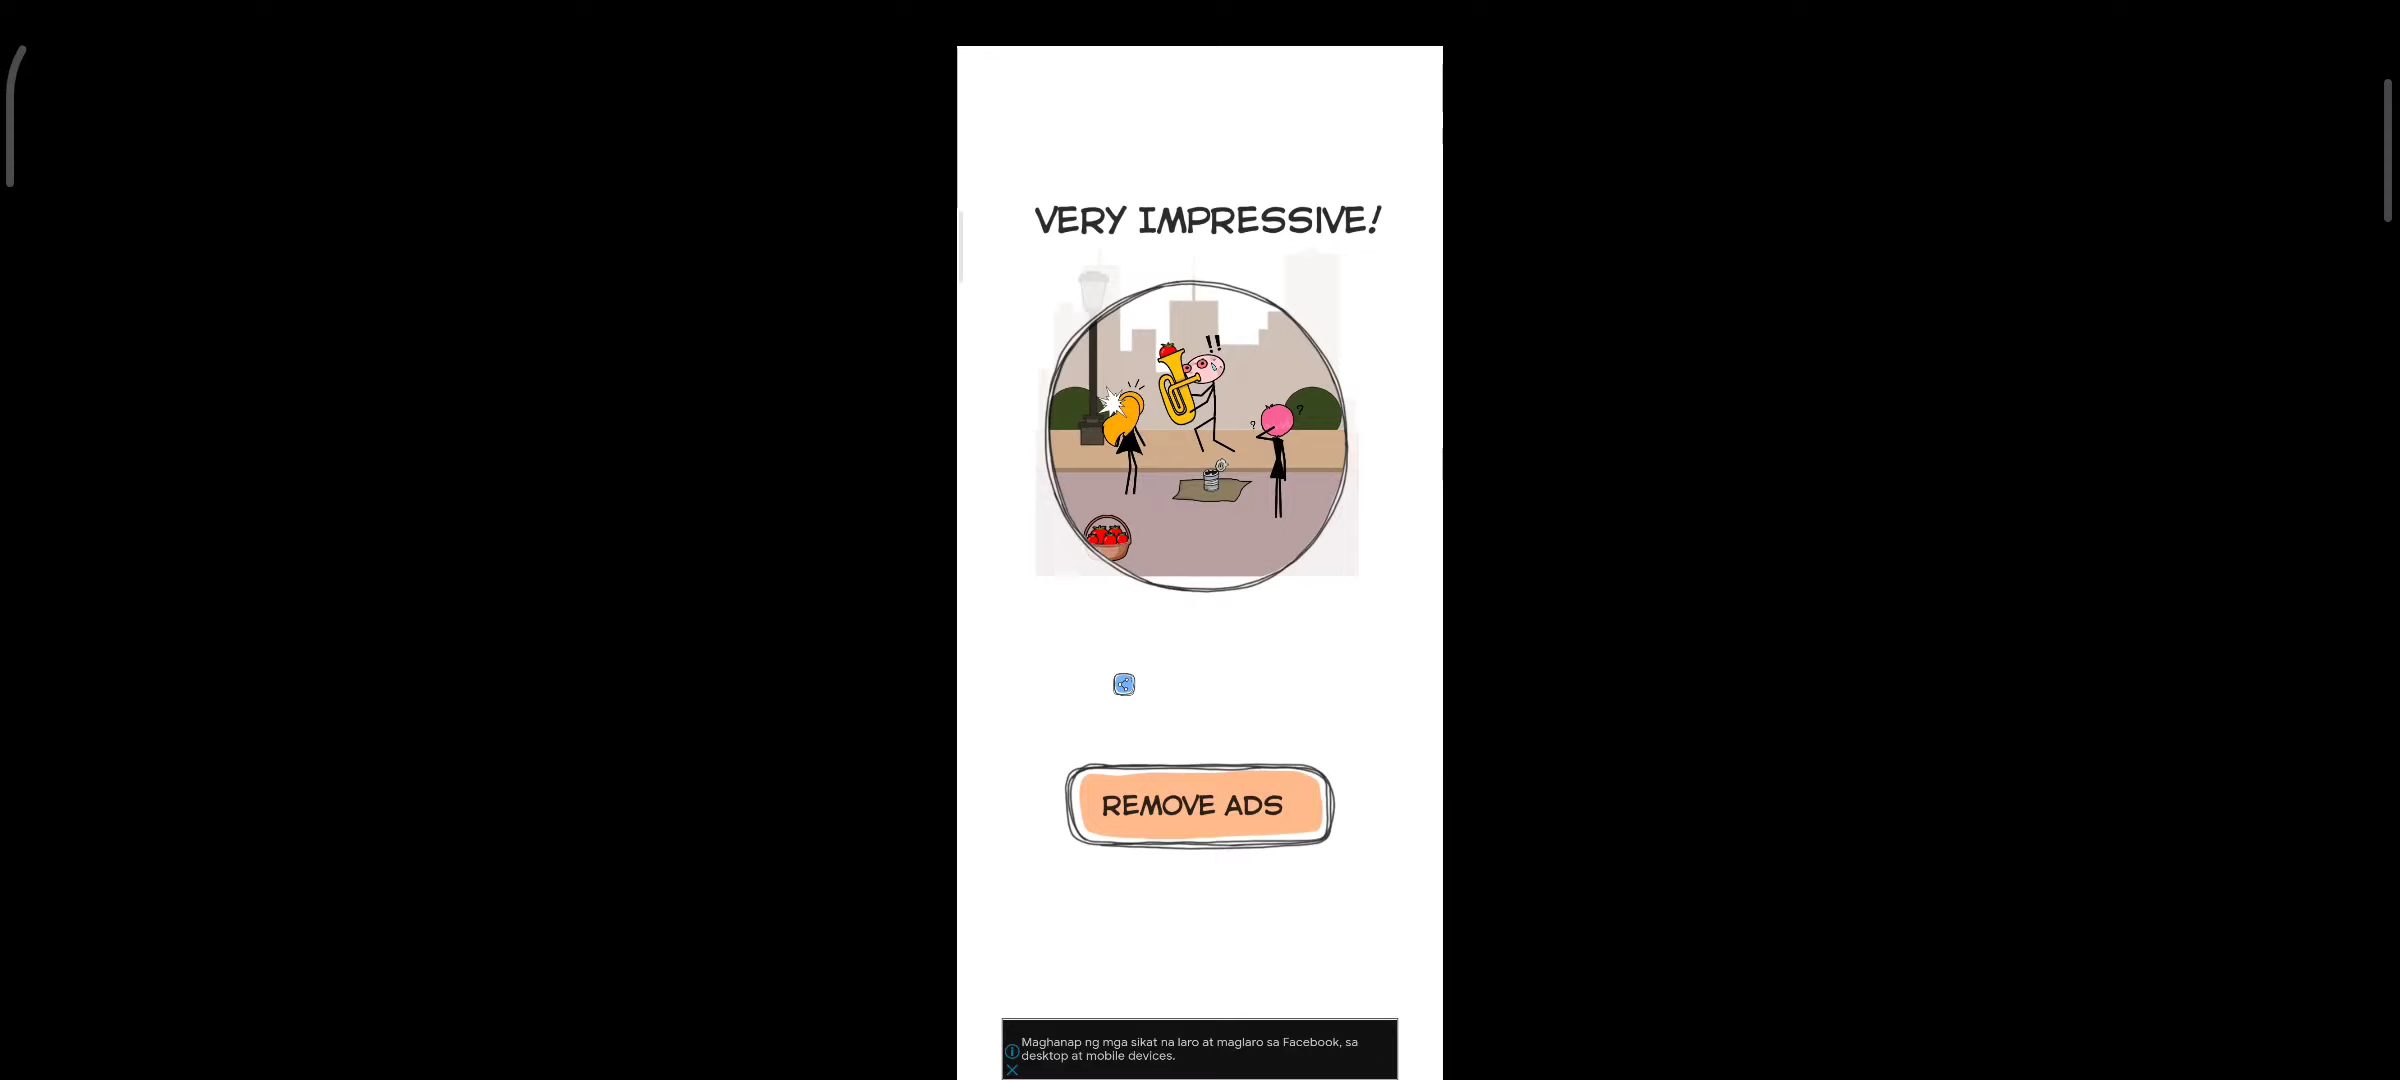 VERY IMPRESSIVE!
!!
?
?
REMOVE ADS
Maghanap ng mga sikat na laro at maglaro sa Facebook, sa
desktop at mobile devices.